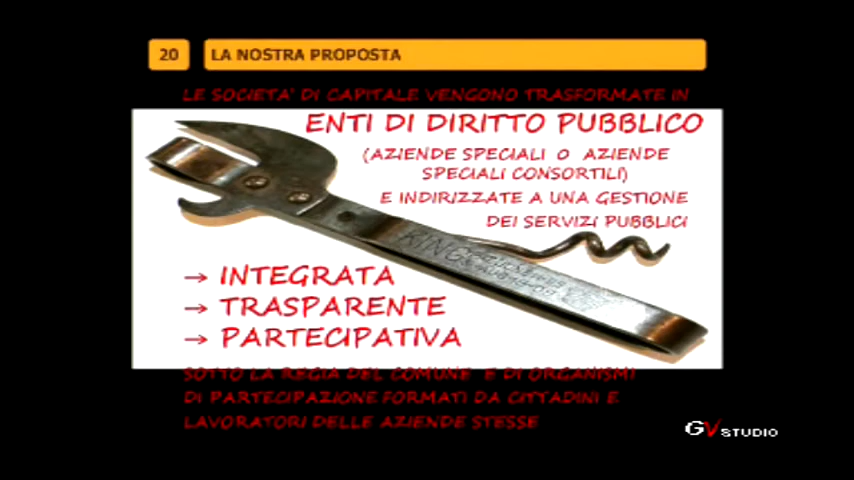 20 LA NOSTRA PROPOSTA
LE SOCIETA' DI CAPITALE VENGONO TRASFORMATE IN
ENTI DI DIRITTO PUBBLICO
(AZIENDE SPECIALI O AZIENDE
SPECIALI CONSORTILI)
E INDIRIZZATE A UNA GESTIONE
DEI SERVIZI PUBBLICI
KING
→ INTEGRATA
→ TRASPARENTE
→ PARTECIPATIVA
SOTTO LA REGIA DEL COMUNE E DI ORGANISMI
DI PARTECIPAZIONE FORMATI DA CITTADINI E
LAVORATORI DELLE AZIENDE STESSE
GV STUDIO